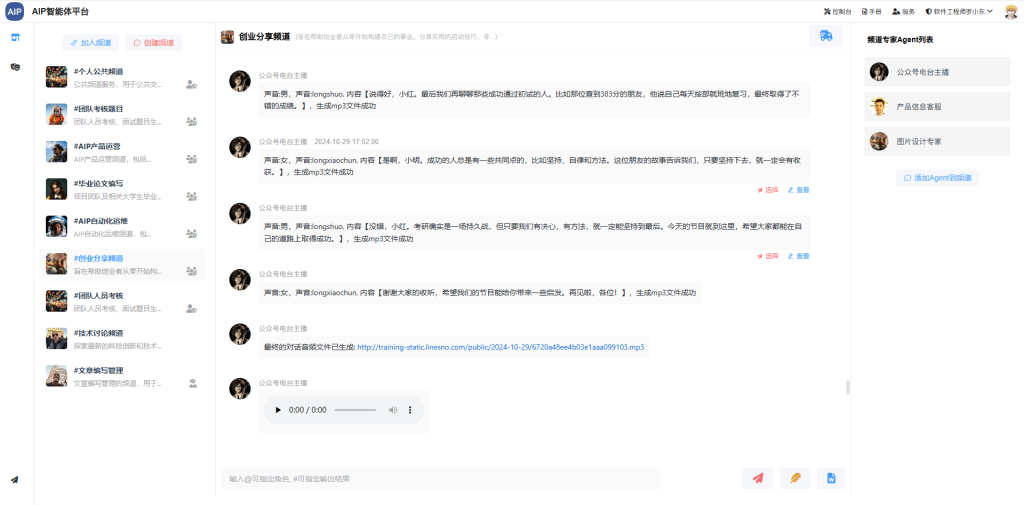 AIP
AIP智能体平台
控制台
手册
服务
软件工程师罗小东
加入频道
创建频道
#个人公共频道
公共频道服务，用于公共交...
#团队考核题目
团队人员考核、面试题目生...
#AIP产品运营
AIP产品运营频道，包括...
#毕业论文编写
项目团队及相关大学生毕业...
#AIP自动化运维
AIP自动化运维频道，包...
#创业分享频道
旨在帮助创业者从零开始构...
#团队人员考核
团队人员考核、面试题目生...
#技术讨论频道
探索最新的科技创新和技术...
#文章编写管理
文章编写管理的频道，用于...
创业分享频道 (旨在帮助创业者从零开始构建自己的事业。分享实用的启动技巧、寻...)
公众号电台主播
声音:男，声音:longshuo, 内容【说得好，小红。最后我们再聊聊那些成功通过初试的人。比如那位查到383分的朋友，他说自己每天按部就班地复习，最终取得了不
错的成绩。】，生成mp3文件成功
公众号电台主播 2024-10-29 17:02:00
声音:女，声音:longxiaochun, 内容【是啊，小明。成功的人总是有一些共同点的，比如坚持、自律和方法。这位朋友的故事告诉我们，只要坚持下去，就一定会有收
获。】，生成mp3文件成功
选择
查看
公众号电台主播
声音:男，声音:longshuo, 内容【没错，小红。考研确实是一场持久战，但只要我们有决心，有方法，就一定能坚持到最后。今天的节目就到这里，希望大家都能在自
己的道路上取得成功。】，生成mp3文件成功
选择
查看
公众号电台主播
声音:女，声音:longxiaochun, 内容【谢谢大家的收听，希望我们的节目能给你带来一些启发。再见啦，各位！】，生成mp3文件成功
公众号电台主播
最终的对话音频文件已生成: http://training-static.linesno.com/public/2024-10-29/6720a48ee4b03e1aaa099103.mp3
公众号电台主播
0:00 / 0:00
输入@可指定角色, #可指定输出结果
频道专家Agent列表
公众号电台主播
产品信息客服
图片设计专家
添加Agent到频道